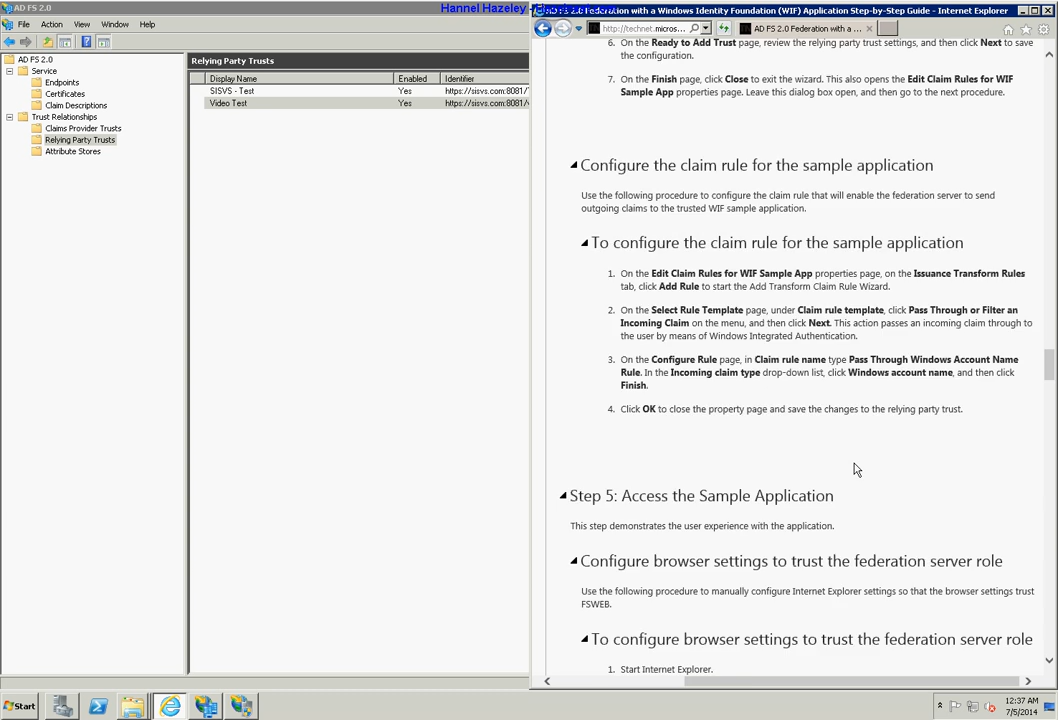 AD FS 2.0
Hannel Hazeley -
AD FS 2.0 Federation with a Windows Identity Foundation (WIF) Application Step-by-Step Guide - Internet Explorer
File Action View Window Help
http://technet.micros...
AD FS 2.0 Federation with a ...
AD FS 2.0
Service
Endpoints
Certificates
Claim Descriptions
Trust Relationships
Claims Provider Trusts
Relying Party Trusts
Attribute Stores
Relying Party Trusts
Display Name Enabled Identifier
SISVS - Test Yes https://sisvs.com:8081/
Video Test Yes https://sisvs.com:8081/
6. On the Ready to Add Trust page, review the relying party trust settings, and then click Next to save
the configuration.
7. On the Finish page, click Close to exit the wizard. This also opens the Edit Claim Rules for WIF
Sample App properties page. Leave this dialog box open, and then go to the next procedure.
Configure the claim rule for the sample application
Use the following procedure to configure the claim rule that will enable the federation server to send
outgoing claims to the trusted WIF sample application.
To configure the claim rule for the sample application
1. On the Edit Claim Rules for WIF Sample App properties page, on the Issuance Transform Rules
tab, click Add Rule to start the Add Transform Claim Rule Wizard.
2. On the Select Rule Template page, under Claim rule template, click Pass Through or Filter an
Incoming Claim on the menu, and then click Next. This action passes an incoming claim through to
the user by means of Windows Integrated Authentication.
3. On the Configure Rule page, in Claim rule name type Pass Through Windows Account Name
Rule. In the Incoming claim type drop-down list, click Windows account name, and then click
Finish.
4. Click OK to close the property page and save the changes to the relying party trust.
Step 5: Access the Sample Application
This step demonstrates the user experience with the application.
Configure browser settings to trust the federation server role
Use the following procedure to manually configure Internet Explorer settings so that the browser settings trust
FSWEB.
To configure browser settings to trust the federation server role
1. Start Internet Explorer.
Start
12:37 AM
7/5/2014